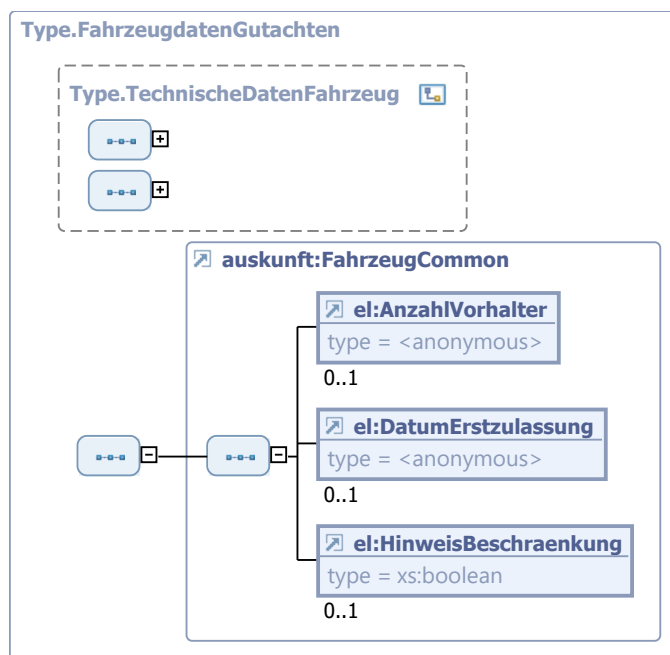 Type.FahrzeugdatenGutachten
Type.TechnischeDatenFahrzeug
auskunft:FahrzeugCommon
el:AnzahlVorhalter
type = <anonymous>
0..1
el:DatumErstzulassung
type = <anonymous>
0..1
el:HinweisBeschraenkung
type = xs:boolean
0..1